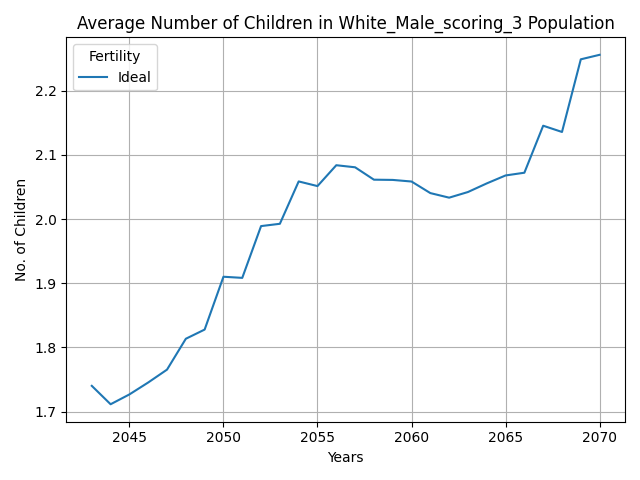 Average Number of Children in White_Male_scoring_3 Population
Fertility
Ideal
No. of Children
2.2
2.1
2.0
1.9
1.8
1.7
2045 2050 2055 2060 2065 2070
Years